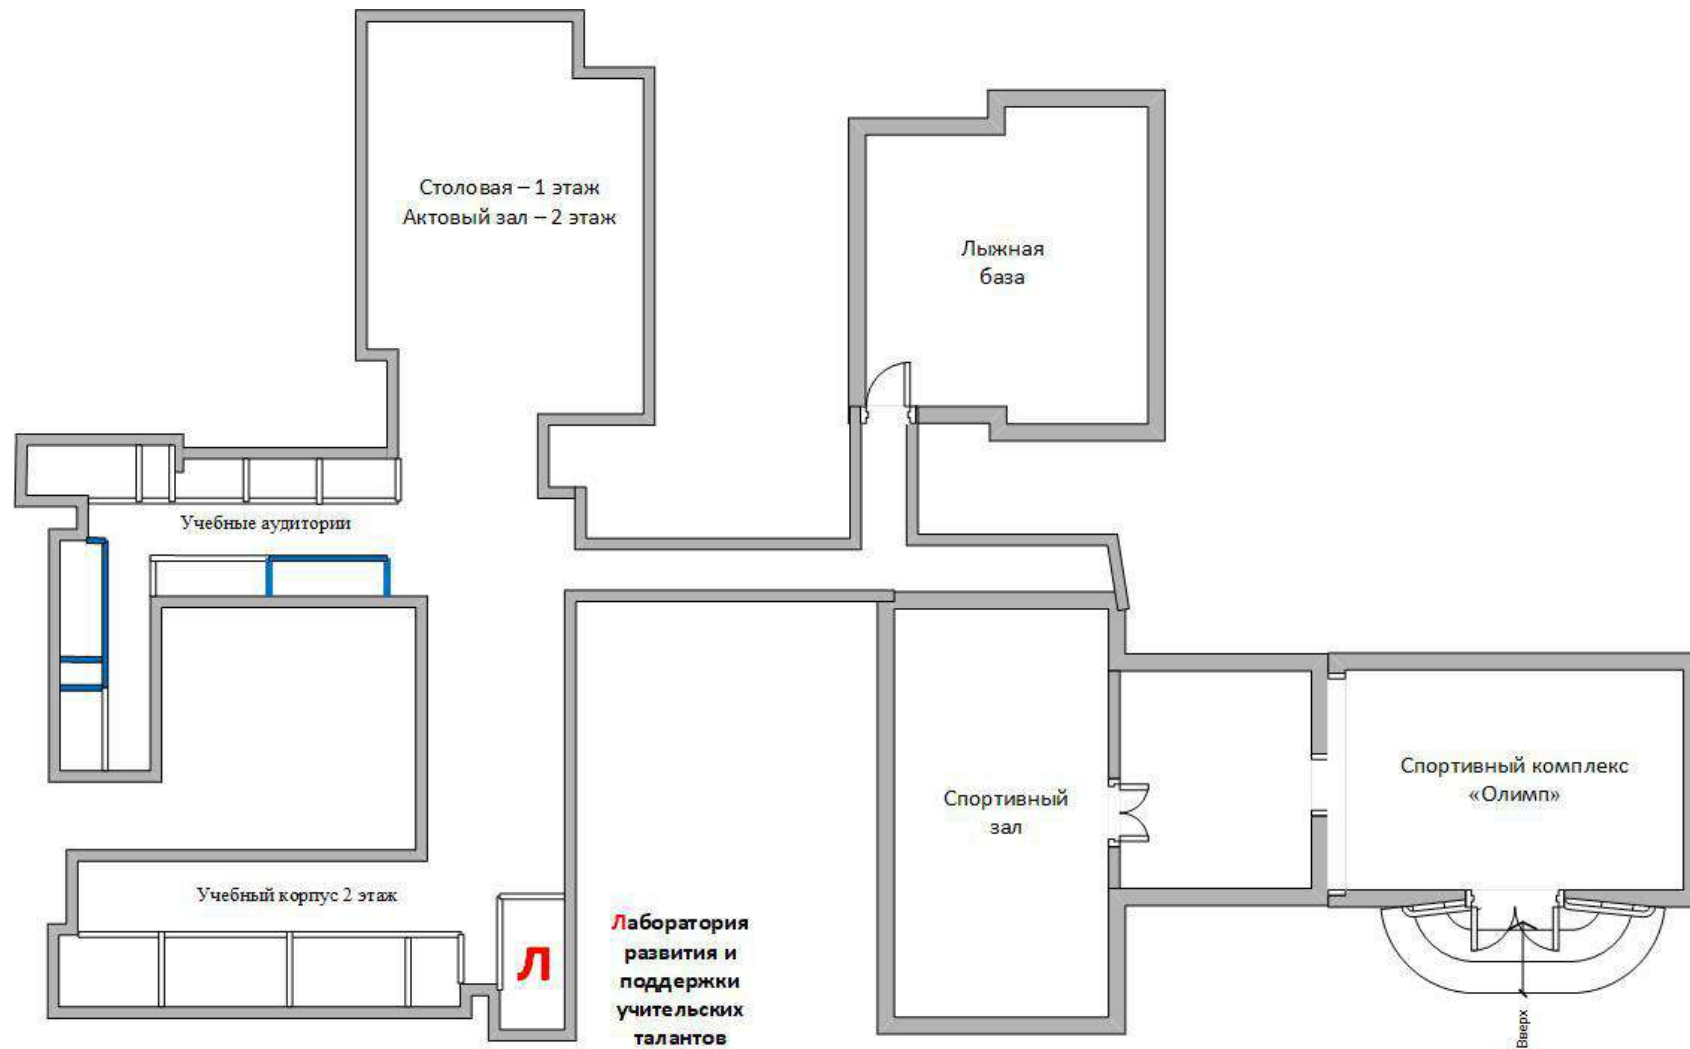 Столовая – 1 этаж
Актовый зал – 2 этаж
Лыжная
база
Учебные аудитории
Спортивный комплекс
«Олимп»
Спортивный
зал
Учебный корпус 2 этаж
Л
Лаборатория
развития и
поддержки
учительских
талантов
Вверх